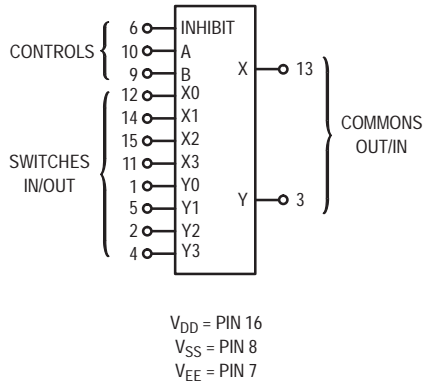 CONTROLS
SWITCHES
IN/OUT
6 INHIBIT
10 A
9 B
12 X0
14 X1
15 X2
11 X3
1 Y0
5 Y1
2 Y2
4 Y3
X 13
Y 3
COMMONS
OUT/IN
VDD = PIN 16
VSS = PIN 8
VEE = PIN 7